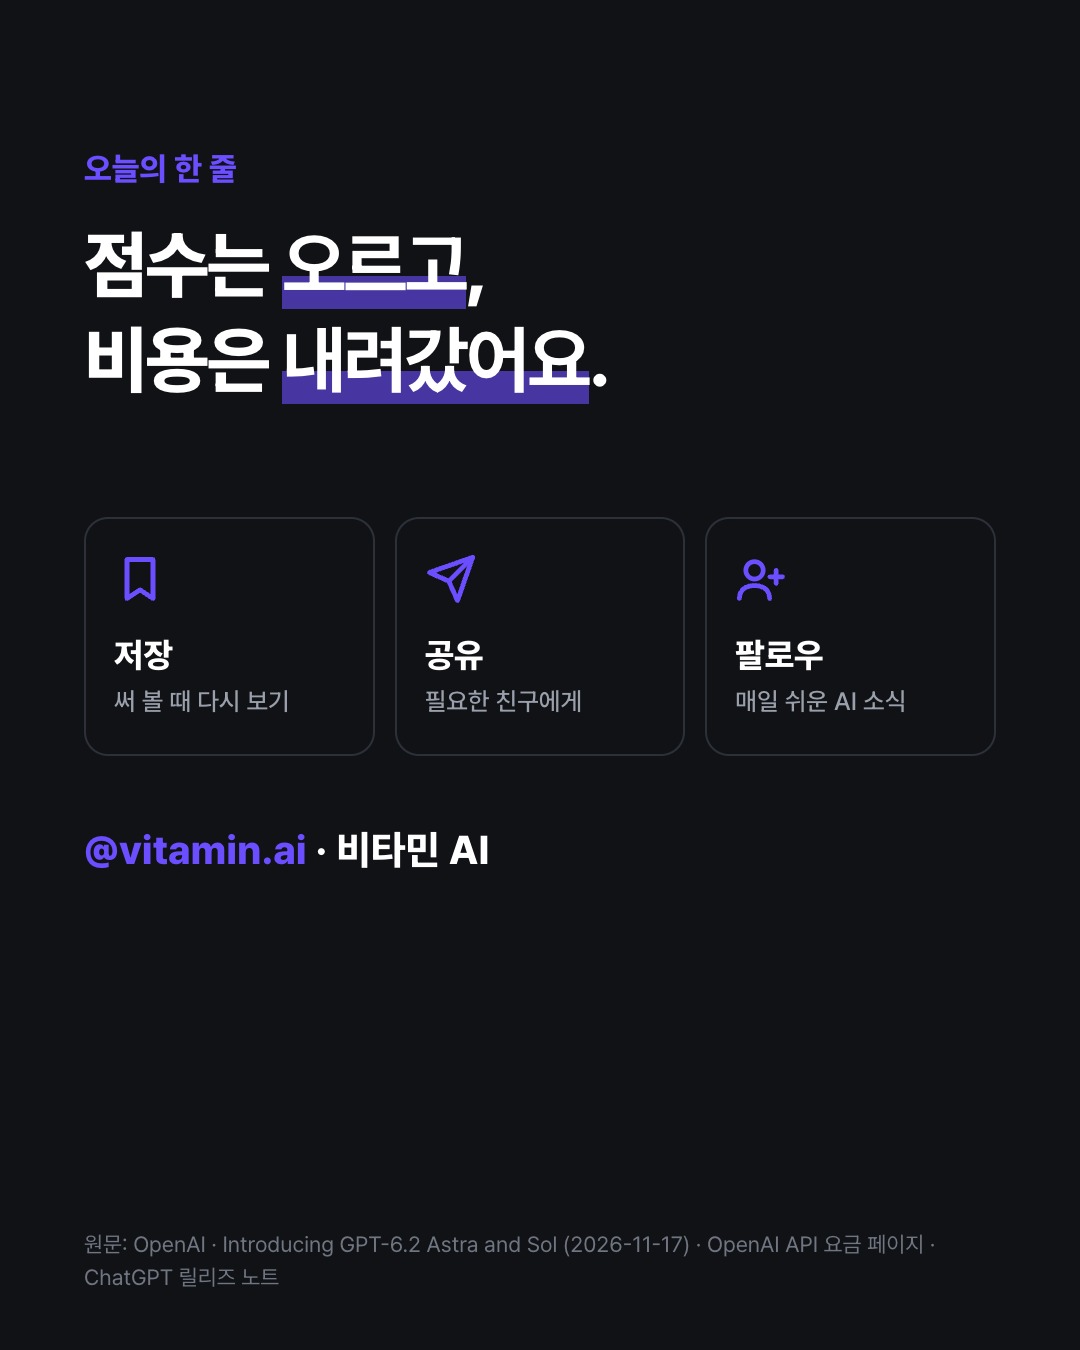 오늘의 한 줄
점수는 오르고,
비용은 내려갔어요.
저장
써 볼 때 다시 보기
공유
필요한 친구에게
팔로우
매일 쉬운 AI 소식
@vitamin.ai · 비타민 AI
원문: OpenAI · Introducing GPT-6.2 Astra and Sol (2026-11-17) · OpenAI API 요금 페이지 ·
ChatGPT 릴리즈 노트